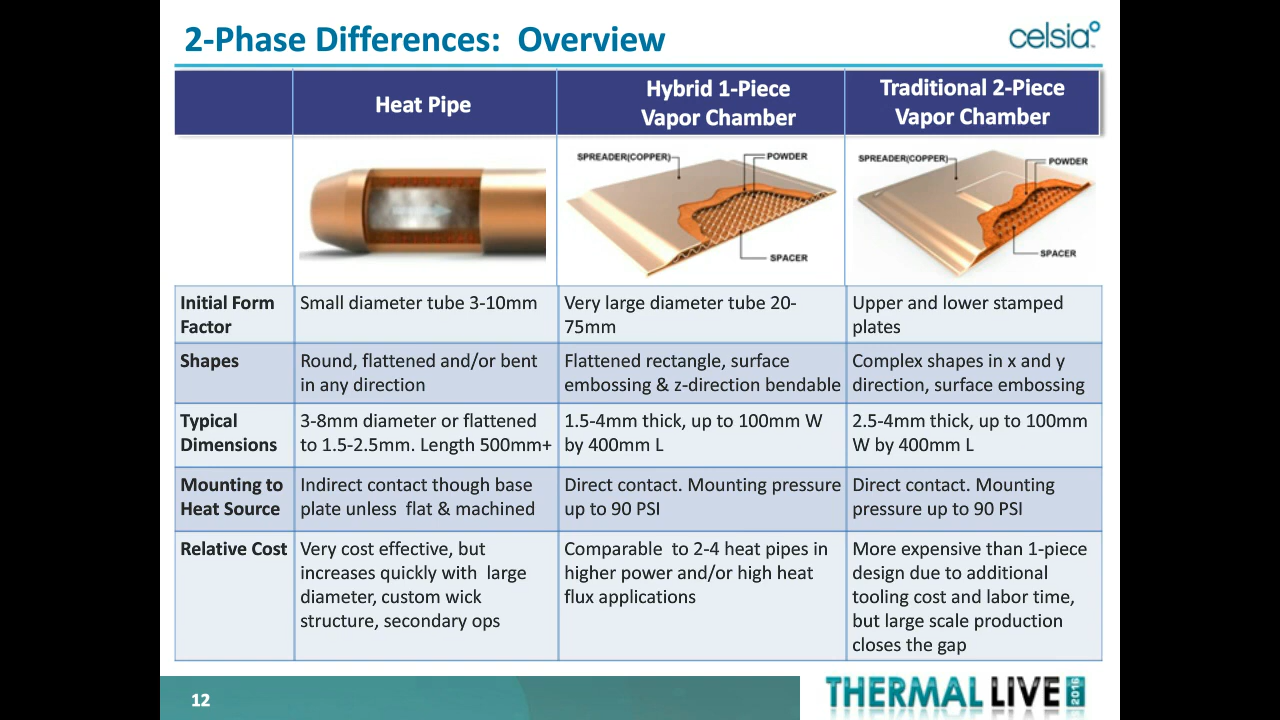 2-Phase Differences:  Overview
celsia
Heat Pipe
Hybrid 1-Piece
Vapor Chamber
Traditional 2-Piece
Vapor Chamber
SPREADER(COPPER)
POWDER
SPACER
SPREADER(COPPER)
POWDER
SPACER
Initial Form
Factor
Small diameter tube 3-10mm
Very large diameter tube 20-
75mm
Upper and lower stamped
plates
Shapes
Round, flattened and/or bent
in any direction
Flattened rectangle, surface
embossing & z-direction bendable
Complex shapes in x and y
direction, surface embossing
Typical
Dimensions
3-8mm diameter or flattened
to 1.5-2.5mm. Length 500mm+
1.5-4mm thick, up to 100mm W
by 400mm L
2.5-4mm thick, up to 100mm
W by 400mm L
Mounting to
Heat Source
Indirect contact though base
plate unless  flat & machined
Direct contact. Mounting pressure
up to 90 PSI
Direct contact. Mounting
pressure up to 90 PSI
Relative Cost
Very cost effective, but
increases quickly with  large
diameter, custom wick
structure, secondary ops
Comparable  to 2-4 heat pipes in
higher power and/or high heat
flux applications
More expensive than 1-piece
design due to additional
tooling cost and labor time,
but large scale production
closes the gap
12
THERMAL LIVE 2016